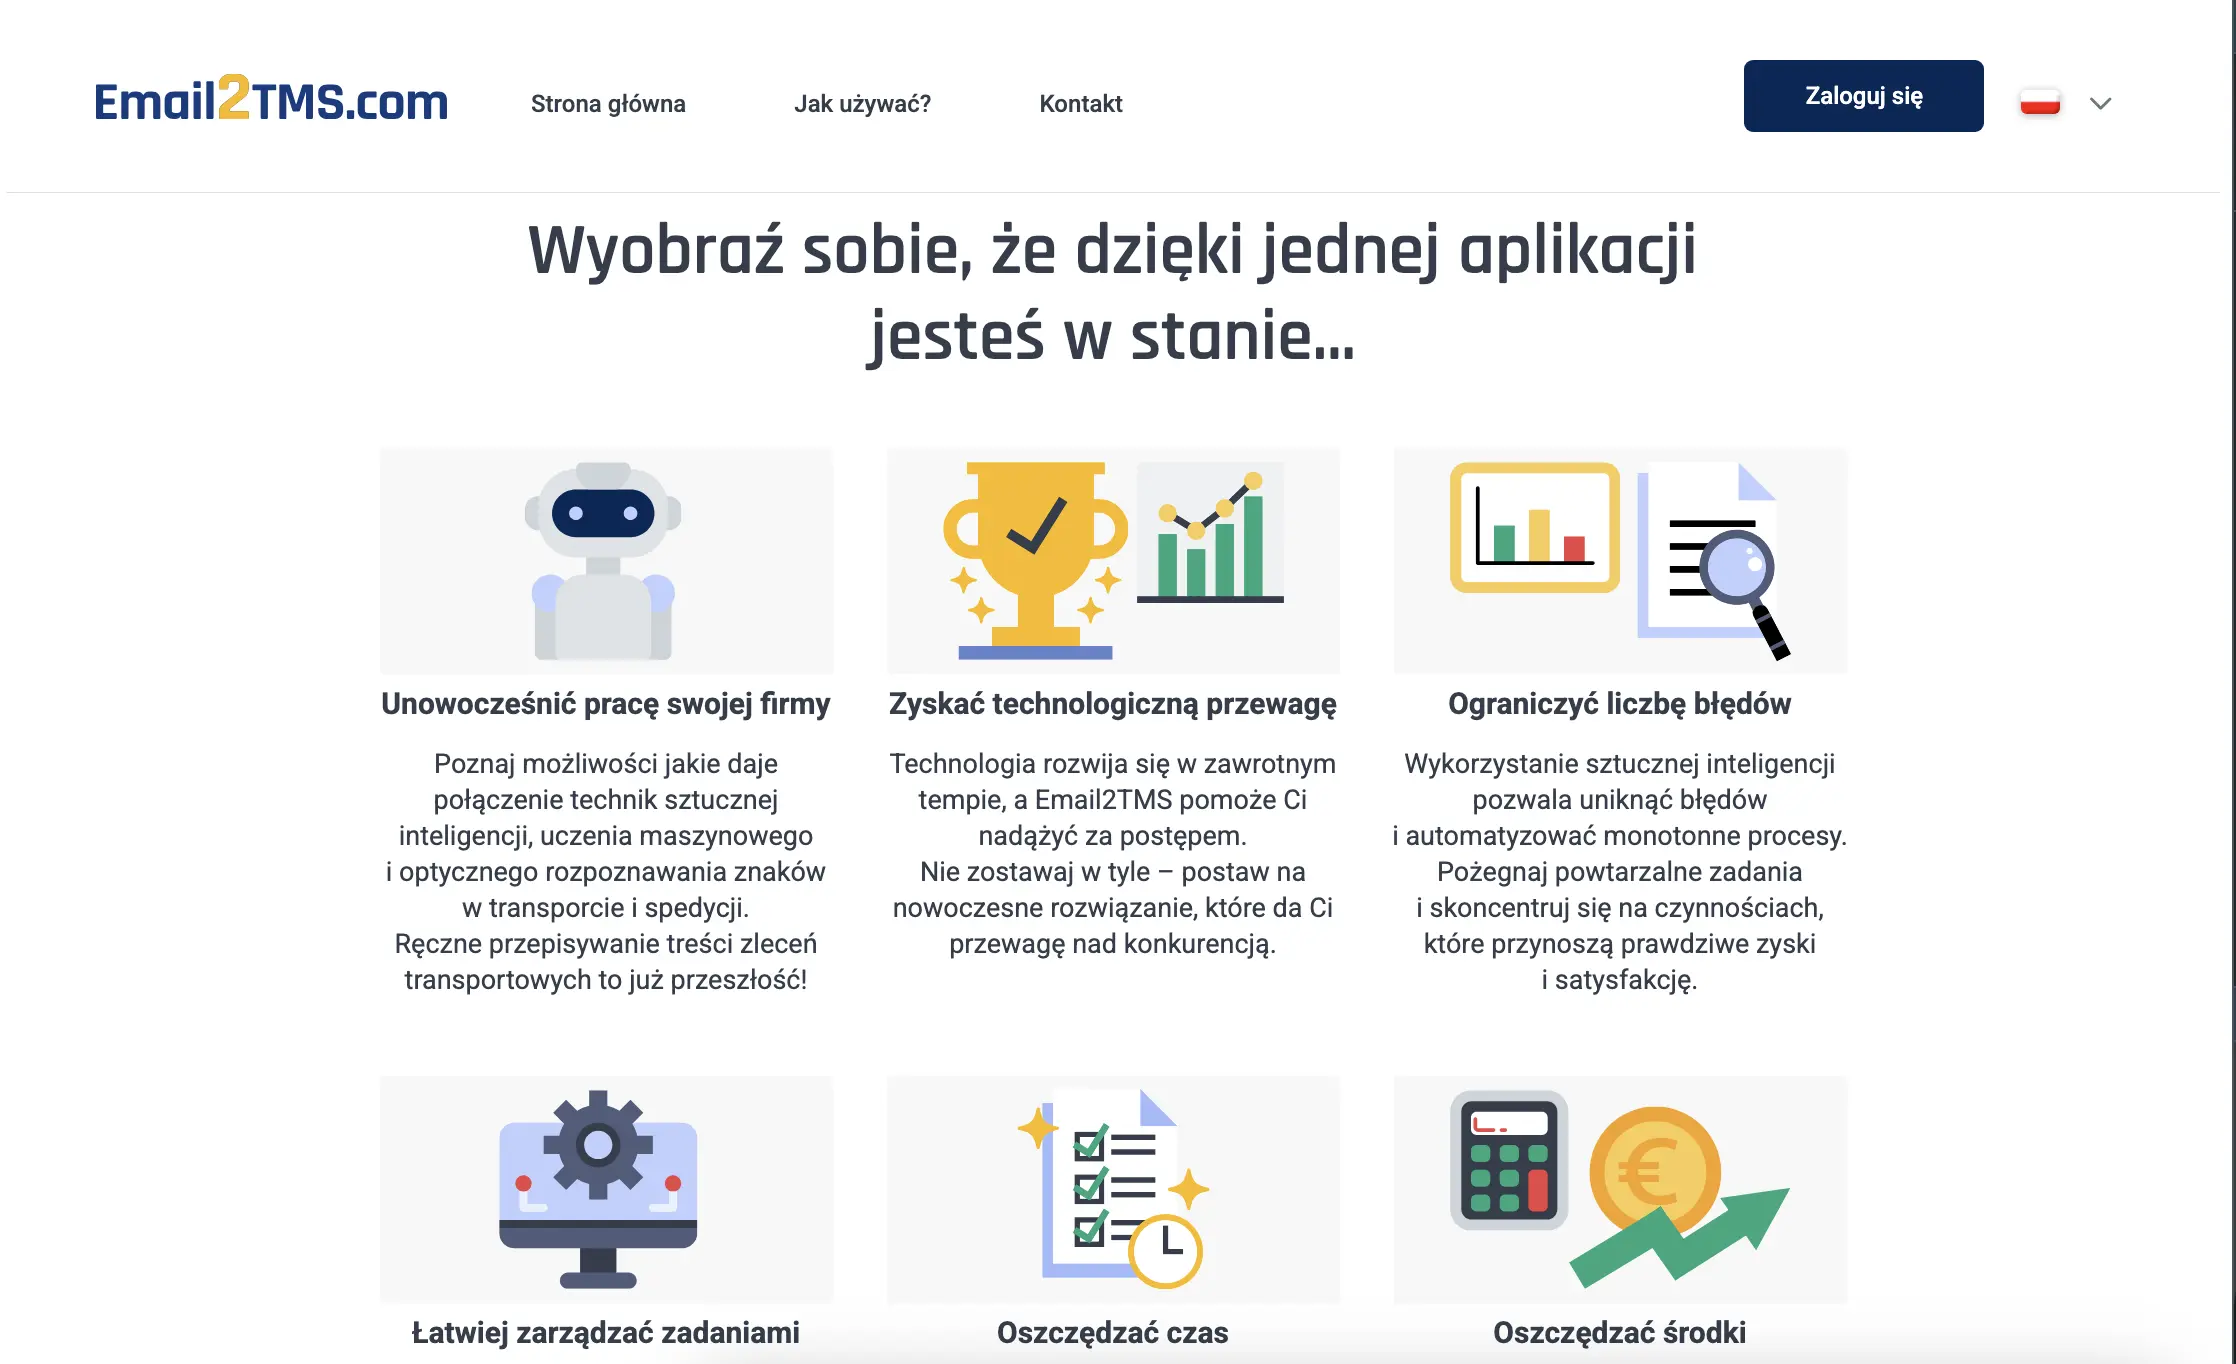 Email2TMS.com
Strona główna
Jak używać?
Kontakt
Zaloguj się
Wyobraź sobie, że dzięki jednej aplikacji
jesteś w stanie...
Unowocześnić pracę swojej firmy
Poznaj możliwości jakie daje
połączenie technik sztucznej
inteligencji, uczenia maszynowego
i optycznego rozpoznawania znaków
w transporcie i spedycji.
Ręczne przepisywanie treści zleceń
transportowych to już przeszłość!
Zyskać technologiczną przewagę
Technologia rozwija się w zawrotnym
tempie, a Email2TMS pomoże Ci
nadążyć za postępem.
Nie zostawaj w tyle – postaw na
nowoczesne rozwiązanie, które da Ci
przewagę nad konkurencją.
Ograniczyć liczbę błędów
Wykorzystanie sztucznej inteligencji
pozwala uniknąć błędów
i automatyzować monotonne procesy.
Pożegnaj powtarzalne zadania
i skoncentruj się na czynnościach,
które przynoszą prawdziwe zyski
i satysfakcję.
€
Łatwiej zarządzać zadaniami
Oszczędzać czas
Oszczędzać środki